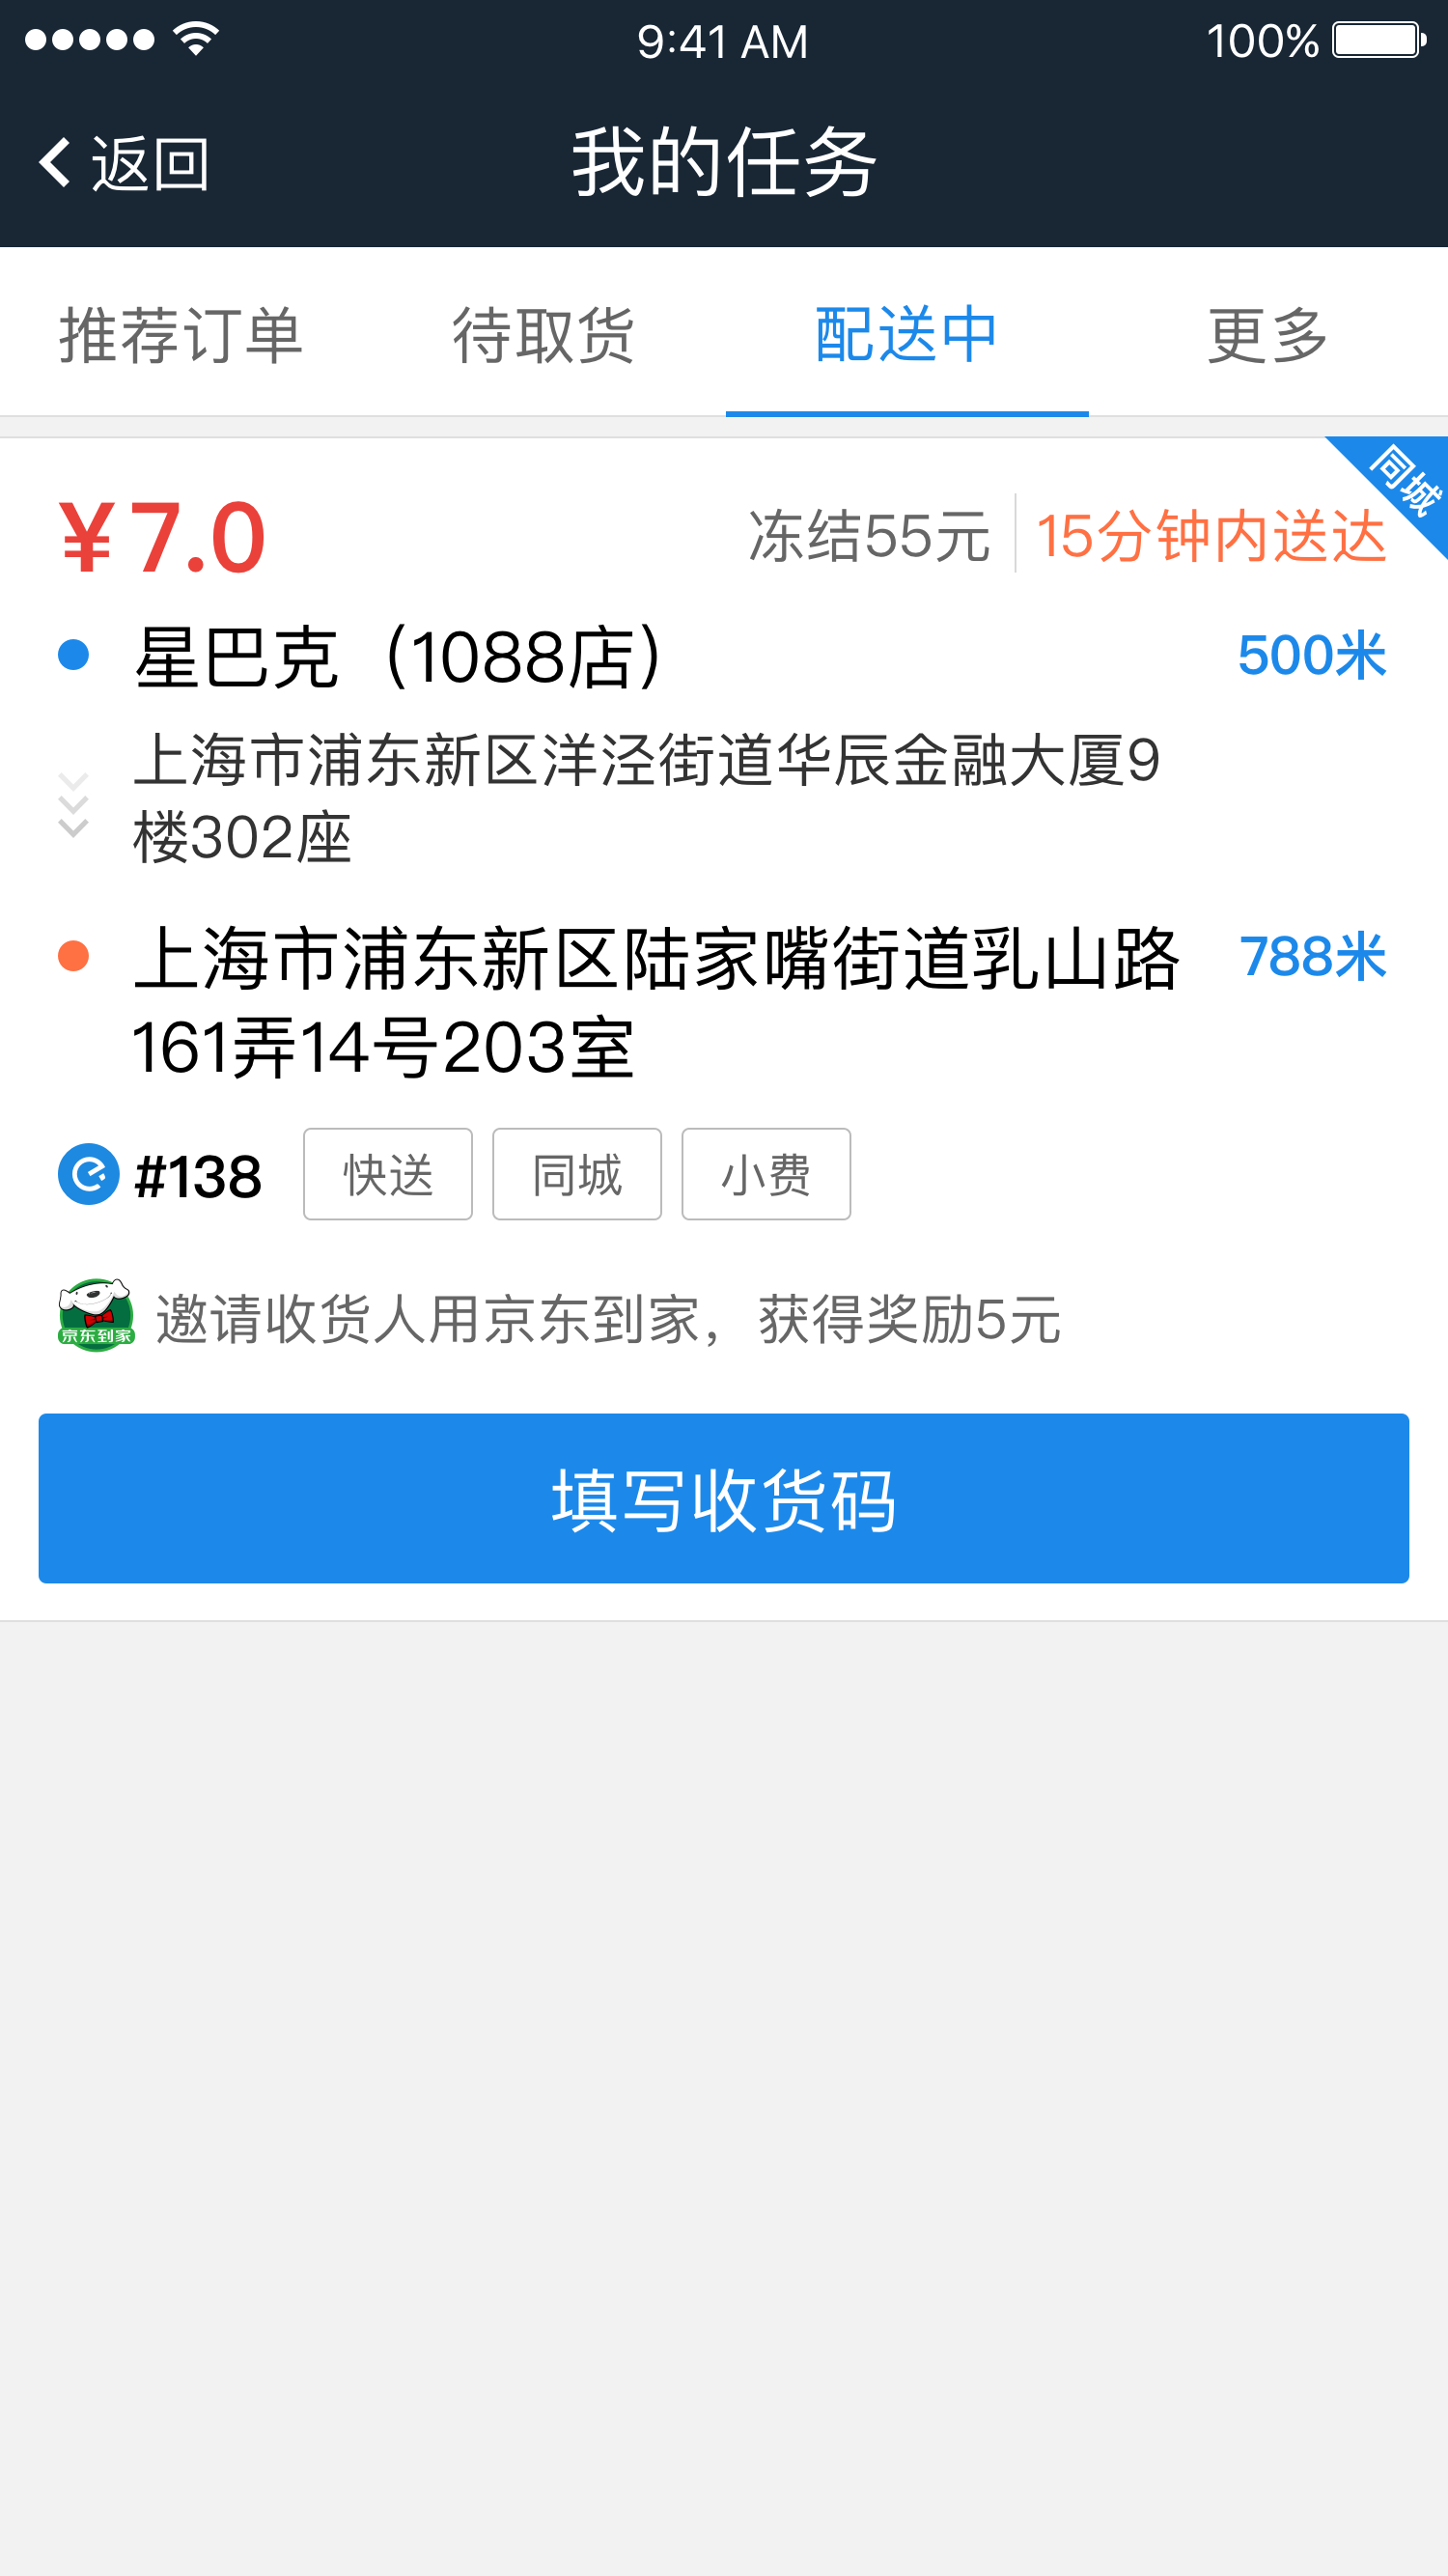 9:41 AM
100%
返回
我的任务
推荐订单
待取货
配送中
更多
同城
¥7.0
冻结55元
15分钟内送达
星巴克（1088店）
500米
上海市浦东新区洋泾街道华辰金融大厦9
楼302座
上海市浦东新区陆家嘴街道乳山路
788米
161弄14号203室
#138
快送
同城
小费
京东到家
邀请收货人用京东到家，获得奖励5元
填写收货码